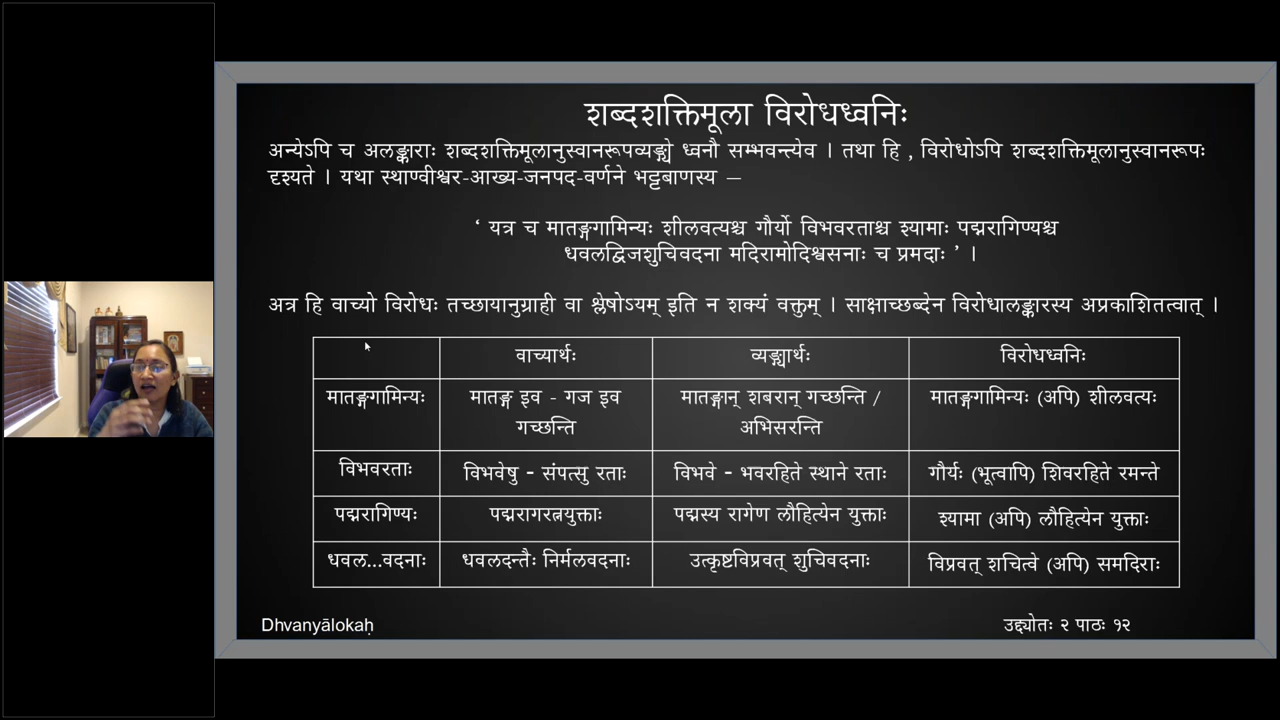 शब्दशक्तिमूला विरोधध्वनिः
अन्येऽपि च अलङ्काराः शब्दशक्तिमूलानुस्वानरूपव्यङ्ग्ये ध्वनौ सम्भवन्त्येव । तथा हि , विरोधोऽपि शब्दशक्तिमूलानुस्वानरूपः
दृश्यते । यथा स्थाण्वीश्वर-आख्य-जनपद-वर्णने भट्टबाणस्य –
‘ यत्र च मातङ्गगामिन्यः शीलवत्यश्च गौर्यो विभवरताश्च श्यामाः पद्मरागिण्यश्च
धवलद्विजशुचिवदना मदिरामोदिश्वसनाः च प्रमदाः ’ ।
अत्र हि वाच्यो विरोधः तच्छायानुग्राही वा श्लेषोऽयम् इति न शक्यं वक्तुम् । साक्षाच्छब्देन विरोधालङ्कारस्य अप्रकाशितत्वात् ।
वाच्यार्थः व्यङ्ग्यार्थः विरोधध्वनिः
मातङ्गगामिन्यः मातङ्ग इव - गज इव मातङ्गान् शबरान् गच्छन्ति / मातङ्गगामिन्यः (अपि) शीलवत्यः
गच्छन्ति अभिसरन्ति
विभवरताः विभवेषु - संपत्सु रताः विभवे - भवरहिते स्थाने रताः गौर्यः (भूत्वापि) शिवरहिते रमन्ते
पद्मरागिण्यः पद्मरागरत्नयुक्ताः पद्मस्य रागेण लौहित्येन युक्ताः श्यामा (अपि) लौहित्येन युक्ताः
धवल...वदनाः धवलदन्तैः निर्मलवदनाः उत्कृष्टविप्रवत् शुचिवदनाः विप्रवत् शचित्वे (अपि) समदिराः
Dhvanyālokaḥ उद्द्योतः २ पाठः १२